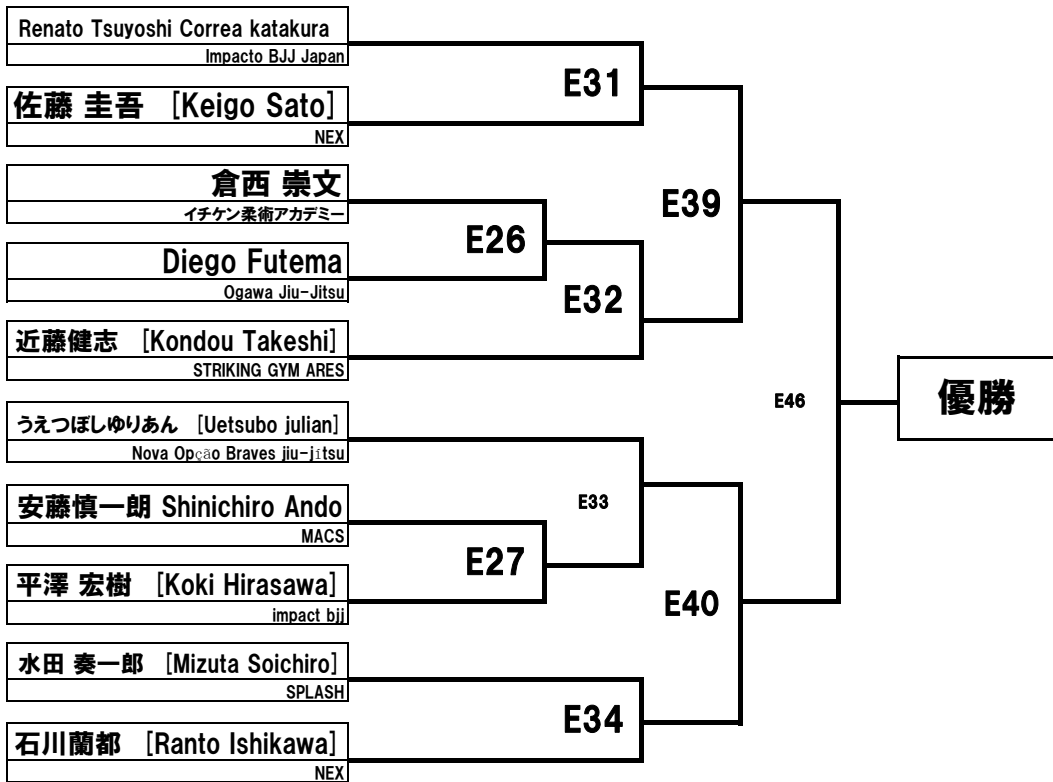 Renato Tsuyoshi Correa katakura
Impacto BJJ Japan
佐藤 圭吾 [Keigo Sato]
NEX
倉西 崇文
イチケン柔術アカデミー
Diego Futema
Ogawa Jiu-Jitsu
近藤健志 [Kondou Takeshi]
STRIKING GYM ARES
うえつぼしゆりあん [Uetsubo julian]
Nova Opção Braves jiu-jítsu
安藤慎一朗 Shinichiro Ando
MACS
平澤 宏樹 [Koki Hirasawa]
impact bjj
水田 奏一郎 [Mizuta Soichiro]
SPLASH
石川蘭都 [Ranto Ishikawa]
NEX
E26
E27
E31
E32
E33
E34
E39
E40
E46
優勝